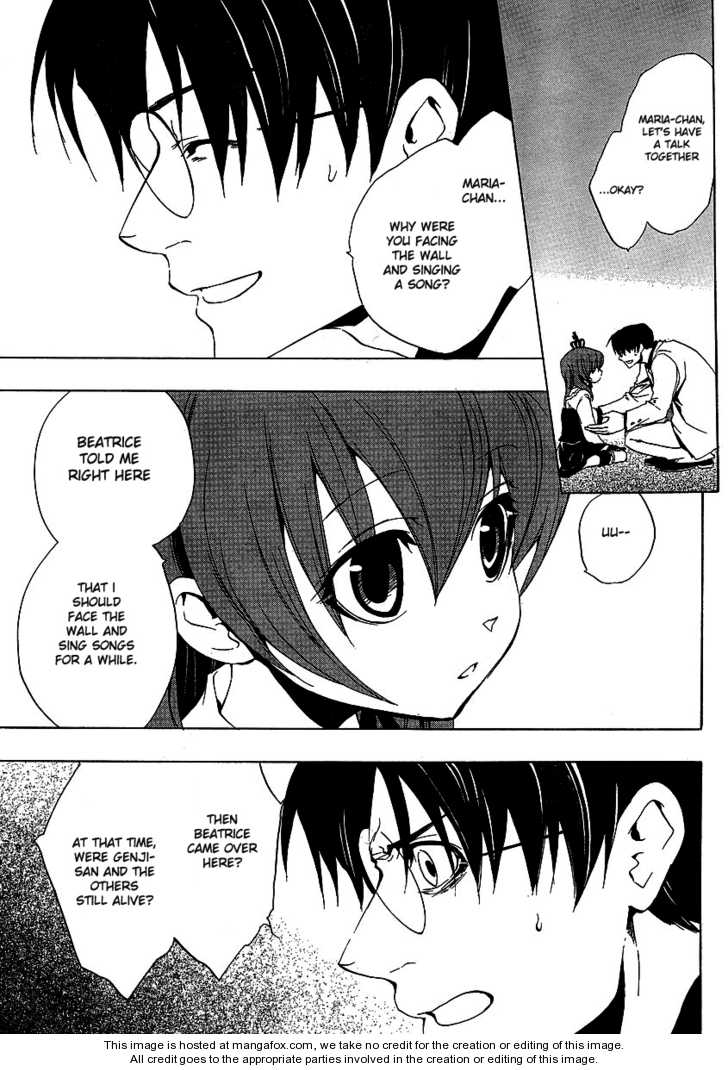 MARIA-CHAN,
LET'S HAVE
A TALK
TOGETHER
...OKAY?
MARIA-
CHAN...
WHY WERE
YOU FACING
THE WALL
AND SINGING
A SONG?
UU--
BEATRICE
TOLD ME
RIGHT HERE
THAT I
SHOULD
FACE THE
WALL AND
SING SONGS
FOR A WHILE.
THEN
BEATRICE
CAME OVER
HERE?
AT THAT TIME,
WERE GENJI-
SAN AND THE
OTHERS
STILL ALIVE?
This image is hosted at mangafox.com, we take no credit for the creation or editing of this image.
All credit goes to the appropriate parties involved in the creation or editing of this image.